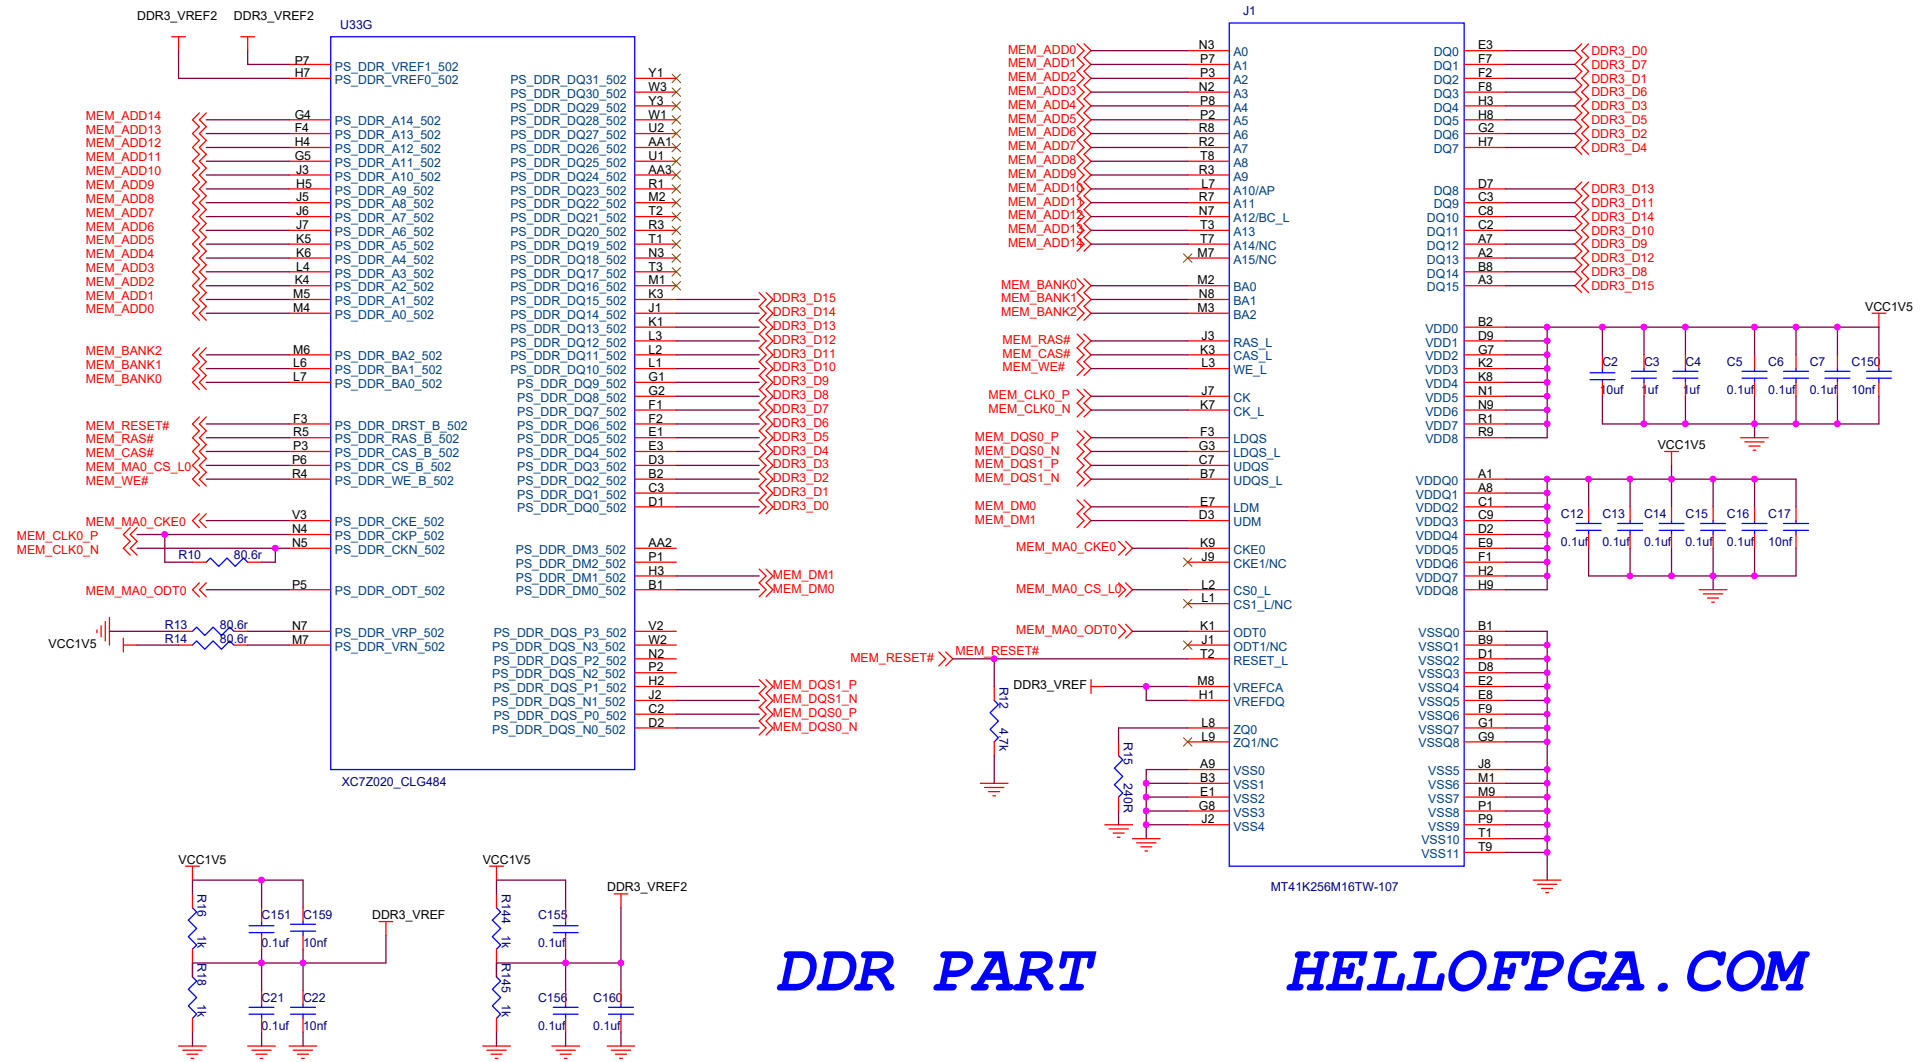 DDR3_VREF2 DDR3_VREF2
U33G
P7 PS_DDR_VREF1_502
H7 PS_DDR_VREF0_502
MEM_ADD14 G4 PS_DDR_A14_502
MEM_ADD13 F4 PS_DDR_A13_502
MEM_ADD12 H4 PS_DDR_A12_502
MEM_ADD11 G5 PS_DDR_A11_502
MEM_ADD10 J3 PS_DDR_A10_502
MEM_ADD9 H5 PS_DDR_A9_502
MEM_ADD8 J5 PS_DDR_A8_502
MEM_ADD7 J6 PS_DDR_A7_502
MEM_ADD6 J7 PS_DDR_A6_502
MEM_ADD5 K5 PS_DDR_A5_502
MEM_ADD4 K6 PS_DDR_A4_502
MEM_ADD3 L4 PS_DDR_A3_502
MEM_ADD2 K4 PS_DDR_A2_502
MEM_ADD1 M5 PS_DDR_A1_502
MEM_ADD0 M4 PS_DDR_A0_502
MEM_BANK2 M6 PS_DDR_BA2_502
MEM_BANK1 L6 PS_DDR_BA1_502
MEM_BANK0 L7 PS_DDR_BA0_502
MEM_RESET# F3 PS_DDR_DRST_B_502
MEM_RAS# R5 PS_DDR_RAS_B_502
MEM_CAS# P3 PS_DDR_CAS_B_502
MEM_MA0_CS_L0 P6 PS_DDR_CS_B_502
MEM_WE# R4 PS_DDR_WE_B_502
MEM_MA0_CKE0 V3 PS_DDR_CKE_502
MEM_CLK0_P N4 PS_DDR_CKP_502
MEM_CLK0_N N5 PS_DDR_CKN_502
R10 80.6r
MEM_MA0_ODT0 P5 PS_DDR_ODT_502
R13 80.6r N7 PS_DDR_VRP_502
VCC1V5 R14 80.6r M7 PS_DDR_VRN_502
PS_DDR_DQ31_502 Y1
PS_DDR_DQ30_502 W3
PS_DDR_DQ29_502 Y3
PS_DDR_DQ28_502 W1
PS_DDR_DQ27_502 U2
PS_DDR_DQ26_502 AA1
PS_DDR_DQ25_502 U1
PS_DDR_DQ24_502 AA3
PS_DDR_DQ23_502 R1
PS_DDR_DQ22_502 M2
PS_DDR_DQ21_502 T2
PS_DDR_DQ20_502 R3
PS_DDR_DQ19_502 T1
PS_DDR_DQ18_502 N3
PS_DDR_DQ17_502 T3
PS_DDR_DQ16_502 M1
PS_DDR_DQ15_502 K3 DDR3_D15
PS_DDR_DQ14_502 J1 DDR3_D14
PS_DDR_DQ13_502 K1 DDR3_D13
PS_DDR_DQ12_502 L3 DDR3_D12
PS_DDR_DQ11_502 L2 DDR3_D11
PS_DDR_DQ10_502 L1 DDR3_D10
PS_DDR_DQ9_502 G1 DDR3_D9
PS_DDR_DQ8_502 G2 DDR3_D8
PS_DDR_DQ7_502 F1 DDR3_D7
PS_DDR_DQ6_502 F2 DDR3_D6
PS_DDR_DQ5_502 E1 DDR3_D5
PS_DDR_DQ4_502 E3 DDR3_D4
PS_DDR_DQ3_502 D3 DDR3_D3
PS_DDR_DQ2_502 B2 DDR3_D2
PS_DDR_DQ1_502 C3 DDR3_D1
PS_DDR_DQ0_502 D1 DDR3_D0
PS_DDR_DM3_502 AA2
PS_DDR_DM2_502 P1
PS_DDR_DM1_502 H3 MEM_DM1
PS_DDR_DM0_502 B1 MEM_DM0
PS_DDR_DQS_P3_502 V2
PS_DDR_DQS_N3_502 W2
PS_DDR_DQS_P2_502 N2
PS_DDR_DQS_N2_502 P2
PS_DDR_DQS_P1_502 H2 MEM_DQS1_P
PS_DDR_DQS_N1_502 J2 MEM_DQS1_N
PS_DDR_DQS_P0_502 C2 MEM_DQS0_P
PS_DDR_DQS_N0_502 D2 MEM_DQS0_N
XC7Z020_CLG484
J1
MEM_ADD0 N3 A0
MEM_ADD1 P7 A1
MEM_ADD2 P3 A2
MEM_ADD3 N2 A3
MEM_ADD4 P8 A4
MEM_ADD5 P2 A5
MEM_ADD6 R8 A6
MEM_ADD7 R2 A7
MEM_ADD8 T8 A8
MEM_ADD9 R3 A9
MEM_ADD10 L7 A10/AP
MEM_ADD11 R7 A11
MEM_ADD12 N7 A12/BC_L
MEM_ADD13 T3 A13
MEM_ADD14 T7 A14/NC
M7 A15/NC
MEM_BANK0 M2 BA0
MEM_BANK1 N8 BA1
MEM_BANK2 M3 BA2
MEM_RAS# J3 RAS_L
MEM_CAS# K3 CAS_L
MEM_WE# L3 WE_L
MEM_CLK0_P J7 CK
MEM_CLK0_N K7 CK_L
MEM_DQS0_P F3 LDQS
MEM_DQS0_N G3 LDQS_L
MEM_DQS1_P C7 UDQS
MEM_DQS1_N B7 UDQS_L
MEM_DM0 E7 LDM
MEM_DM1 D3 UDM
MEM_MA0_CKE0 K9 CKE0
J9 CKE1/NC
MEM_MA0_CS_L0 L2 CS0_L
L1 CS1_L/NC
MEM_MA0_ODT0 K1 ODT0
J1 ODT1/NC
MEM_RESET# MEM_RESET# T2 RESET_L
DDR3_VREF M8 VREFCA
H1 VREFDQ
R12 4.7k
L8 ZQ0
L9 ZQ1/NC
R15 240R
A9 VSS0
B3 VSS1
E1 VSS2
G8 VSS3
J2 VSS4
DQ0 E3 DDR3_D0
DQ1 F7 DDR3_D7
DQ2 F2 DDR3_D1
DQ3 F8 DDR3_D6
DQ4 H3 DDR3_D3
DQ5 H8 DDR3_D5
DQ6 G2 DDR3_D2
DQ7 H7 DDR3_D4
DQ8 D7 DDR3_D13
DQ9 C3 DDR3_D11
DQ10 C8 DDR3_D14
DQ11 C2 DDR3_D10
DQ12 A7 DDR3_D9
DQ13 A2 DDR3_D12
DQ14 B8 DDR3_D8
DQ15 A3 DDR3_D15
VCC1V5
VDD0 B2
VDD1 D9
VDD2 G7
VDD3 K2
VDD4 K8
VDD5 N1
VDD6 N9
VDD7 R1
VDD8 R9
C2 C3 C4 C5 C6 C7 C150
10uf 1uf 1uf 0.1uf 0.1uf 0.1uf 10nf
VCC1V5
VDDQ0 A1
VDDQ1 A8
VDDQ2 C1
VDDQ3 C9
VDDQ4 D2
VDDQ5 E9
VDDQ6 F1
VDDQ7 H2
VDDQ8 H9
C12 C13 C14 C15 C16 C17
0.1uf 0.1uf 0.1uf 0.1uf 0.1uf 10nf
VSSQ0 B1
VSSQ1 B9
VSSQ2 D1
VSSQ3 D8
VSSQ4 E2
VSSQ5 E8
VSSQ6 F9
VSSQ7 G1
VSSQ8 G9
VSS5 J8
VSS6 M1
VSS7 M9
VSS8 P1
VSS9 P9
VSS10 T1
VSS11 T9
MT41K256M16TW-107
VCC1V5
R16 1k
C151 C159
0.1uf 10nf
DDR3_VREF
R18 1k
C21 C22
0.1uf 10nf
VCC1V5
DDR3_VREF2
R144 1k
C155
0.1uf
R145 1k
C156 C160
0.1uf 0.1uf
DDR PART HELLOFPGA.COM